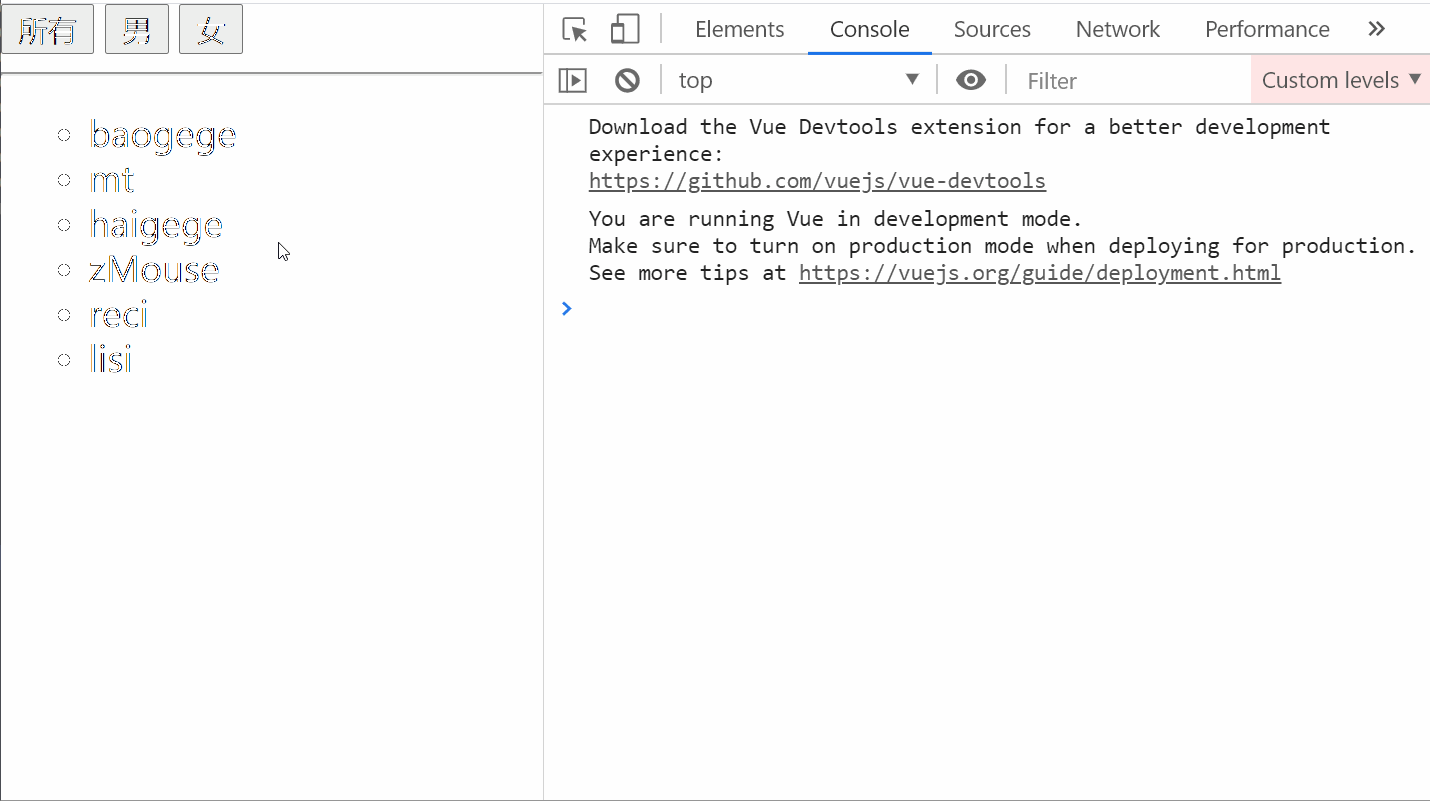 所有 男 女
baogege
mt
haigege
zMouse
reci
lisi
Elements Console Sources Network Performance
top Filter Custom levels
Download the Vue Devtools extension for a better development
experience:
https://github.com/vuejs/vue-devtools
You are running Vue in development mode.
Make sure to turn on production mode when deploying for production.
See more tips at https://vuejs.org/guide/deployment.html